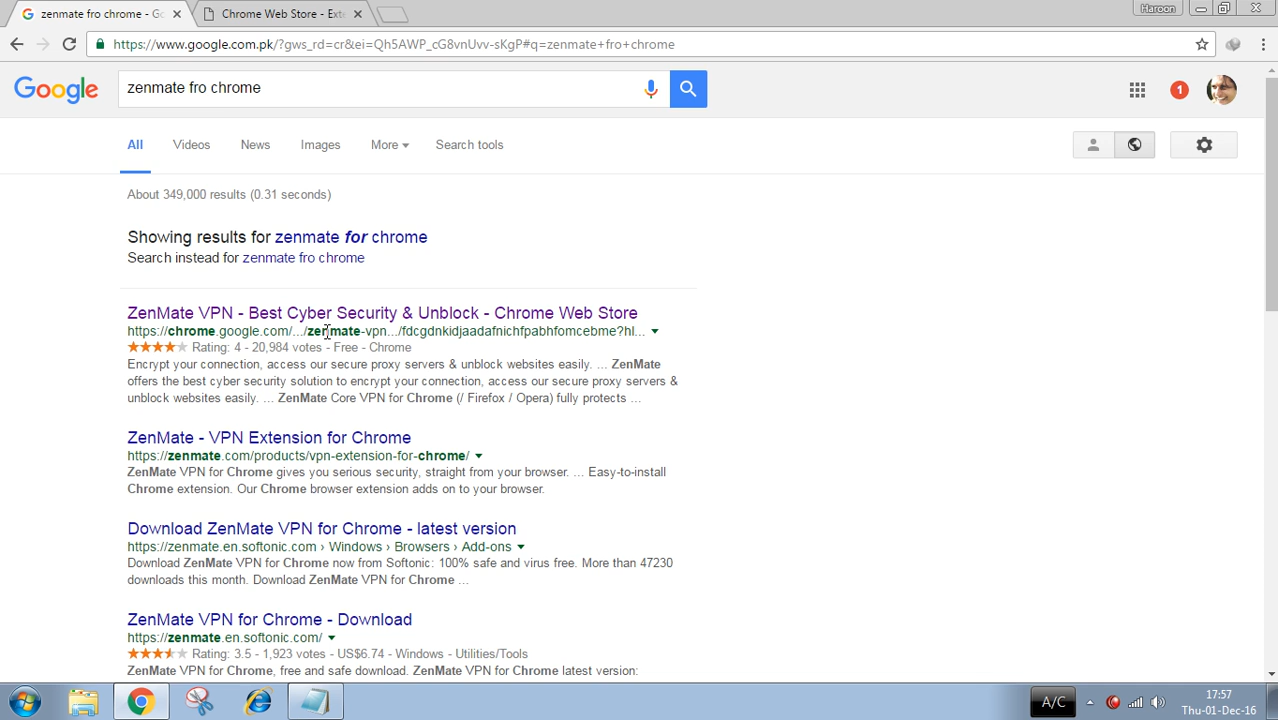 zenmate fro chrome - Go
Chrome Web Store - Exte
Haroon
https://www.google.com.pk/?gws_rd=cr&ei=Qh5AWP_cG8vnUvv-sKgP#q=zenmate+fro+chrome
Google
zenmate fro chrome
1
All
Videos
News
Images
More
Search tools
About 349,000 results (0.31 seconds)
Showing results for zenmate for chrome
Search instead for zenmate fro chrome
ZenMate VPN - Best Cyber Security & Unblock - Chrome Web Store
https://chrome.google.com/.../zenmate-vpn.../fdcgdnkidjaadafnichfpabhfomcebme?hl...
Rating: 4 - 20,984 votes - Free - Chrome
Encrypt your connection, access our secure proxy servers & unblock websites easily. ... ZenMate
offers the best cyber security solution to encrypt your connection, access our secure proxy servers &
unblock websites easily. ... ZenMate Core VPN for Chrome (/ Firefox / Opera) fully protects ...
ZenMate - VPN Extension for Chrome
https://zenmate.com/products/vpn-extension-for-chrome/
ZenMate VPN for Chrome gives you serious security, straight from your browser. ... Easy-to-install
Chrome extension. Our Chrome browser extension adds on to your browser.
Download ZenMate VPN for Chrome - latest version
https://zenmate.en.softonic.com › Windows › Browsers › Add-ons
Download ZenMate VPN for Chrome now from Softonic: 100% safe and virus free. More than 47230
downloads this month. Download ZenMate VPN for Chrome ...
ZenMate VPN for Chrome - Download
https://zenmate.en.softonic.com/
Rating: 3.5 - 1,923 votes - US$6.74 - Windows - Utilities/Tools
ZenMate VPN for Chrome, free and safe download. ZenMate VPN for Chrome latest version:
A/C
17:57
Thu-01-Dec-16